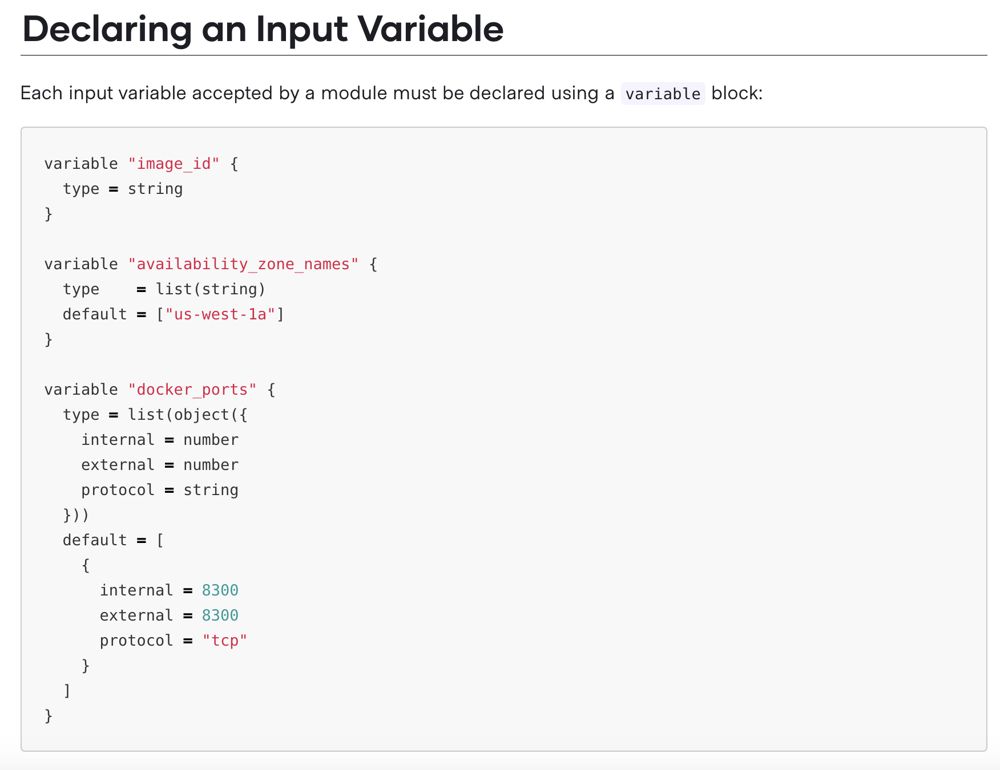 Declaring an Input Variable
Each input variable accepted by a module must be declared using a variable block:
variable "image_id" {
  type = string
}

variable "availability_zone_names" {
  type    = list(string)
  default = ["us-west-1a"]
}

variable "docker_ports" {
  type = list(object({
    internal = number
    external = number
    protocol = string
  }))
  default = [
    {
      internal = 8300
      external = 8300
      protocol = "tcp"
    }
  ]
}